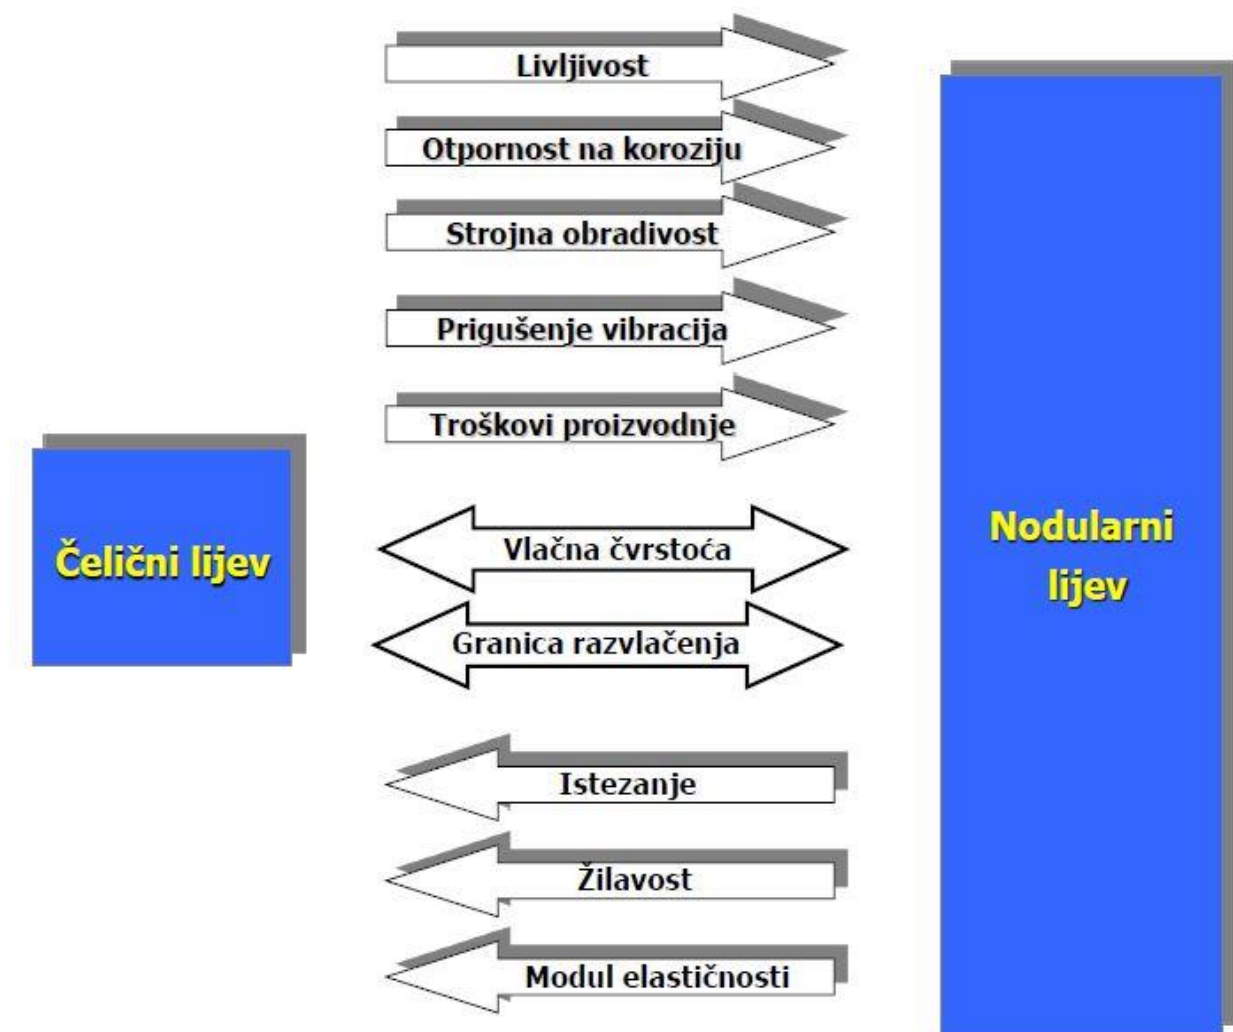 Livljivost
Otpornost na koroziju
Strojna obradivost
Prigušenje vibracija
Troškovi proizvodnje
Čelični lijev
Vlačna čvrstoća
Granica razvlačenja
Nodularni
lijev
Istezanje
Žilavost
Modul elastičnosti